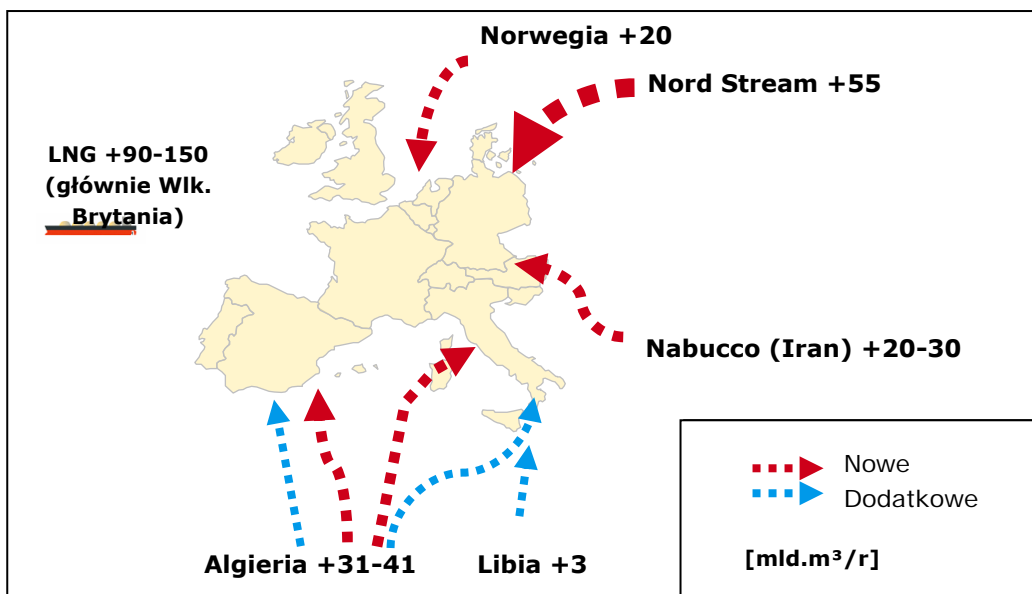 Norwegia +20
Nord Stream +55
LNG +90-150
(głównie Wlk.
Brytania)
Nabucco (Iran) +20-30
Algieria +31-41
Libia +3
Nowe
Dodatkowe
[mld.m³/r]